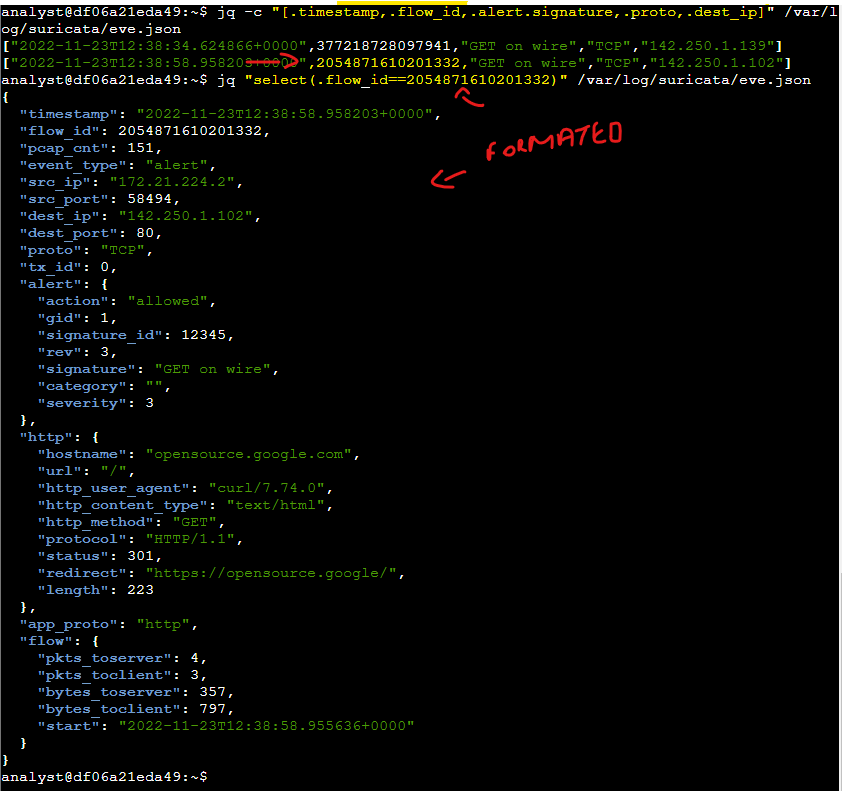 analyst@df06a21eda49:~$ jq -c "[.timestamp,.flow_id,.alert.signature,.proto,.dest_ip]" /var/l
og/suricata/eve.json
["2022-11-23T12:38:34.624866+0000",377218728097941,"GET on wire","TCP","142.250.1.139"]
["2022-11-23T12:38:58.958203+0000",2054871610201332,"GET on wire","TCP","142.250.1.102"]
analyst@df06a21eda49:~$ jq "select(.flow_id==2054871610201332)" /var/log/suricata/eve.json
{
  "timestamp": "2022-11-23T12:38:58.958203+0000",
  "flow_id": 2054871610201332,
FORMATED
  "pcap_cnt": 151,
  "event_type": "alert",
  "src_ip": "172.21.224.2",
  "src_port": 58494,
  "dest_ip": "142.250.1.102",
  "dest_port": 80,
  "proto": "TCP",
  "tx_id": 0,
  "alert": {
    "action": "allowed",
    "gid": 1,
    "signature_id": 12345,
    "rev": 3,
    "signature": "GET on wire",
    "category": "",
    "severity": 3
  },
  "http": {
    "hostname": "opensource.google.com",
    "url": "/",
    "http_user_agent": "curl/7.74.0",
    "http_content_type": "text/html",
    "http_method": "GET",
    "protocol": "HTTP/1.1",
    "status": 301,
    "redirect": "https://opensource.google/",
    "length": 223
  },
  "app_proto": "http",
  "flow": {
    "pkts_toserver": 4,
    "pkts_toclient": 3,
    "bytes_toserver": 357,
    "bytes_toclient": 797,
    "start": "2022-11-23T12:38:58.955636+0000"
  }
}
analyst@df06a21eda49:~$